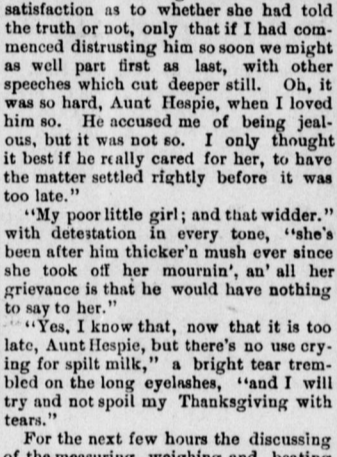 satisfaction as to whether she had told
the truth or not, only that if I had com-
menced distrusting him so soon we might
as well part first as last, with other
speeches which cut deeper still. Oh, it
was so hard, Aunt Hespie, when I loved
him so. He accused me of being jeal-
ous, but it was not so. I only thought
it best if he really cared for her, to have
the matter settled rightly before it was
too late."
"My poor little girl; and that widder."
with detestation in every tone, "she's
been after him thicker'n mush ever since
she took off her mournin', an' all her
grievance is that he would have nothing
to say to her."
"Yes, I know that, now that it is too
late, Aunt Hespie, but there's no use cry-
ing for spilt milk," a bright tear trem-
bled on the long eyelashes, "and I will
try and not spoil my Thanksgiving with
tears."
For the next few hours the discussing
of the measuring, weighing and beating